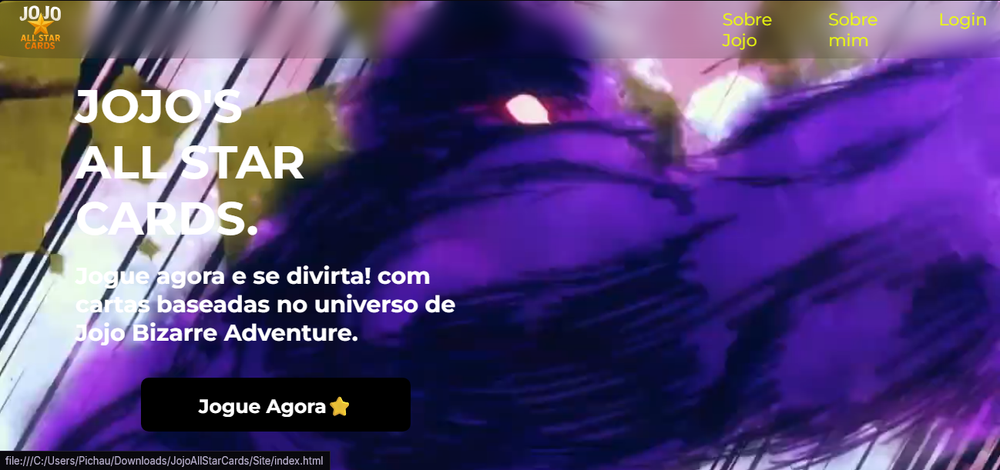 JOJO
ALL STAR
CARDS
Sobre
Jojo
Sobre
mim
Login
JOJO'S
ALL STAR
CARDS.
Jogue agora e se divirta! com
cartas baseadas no universo de
Jojo Bizarre Adventure.
Jogue Agora⭐
file:///C:/Users/Pichau/Downloads/JojoAllStarCards/Site/index.html